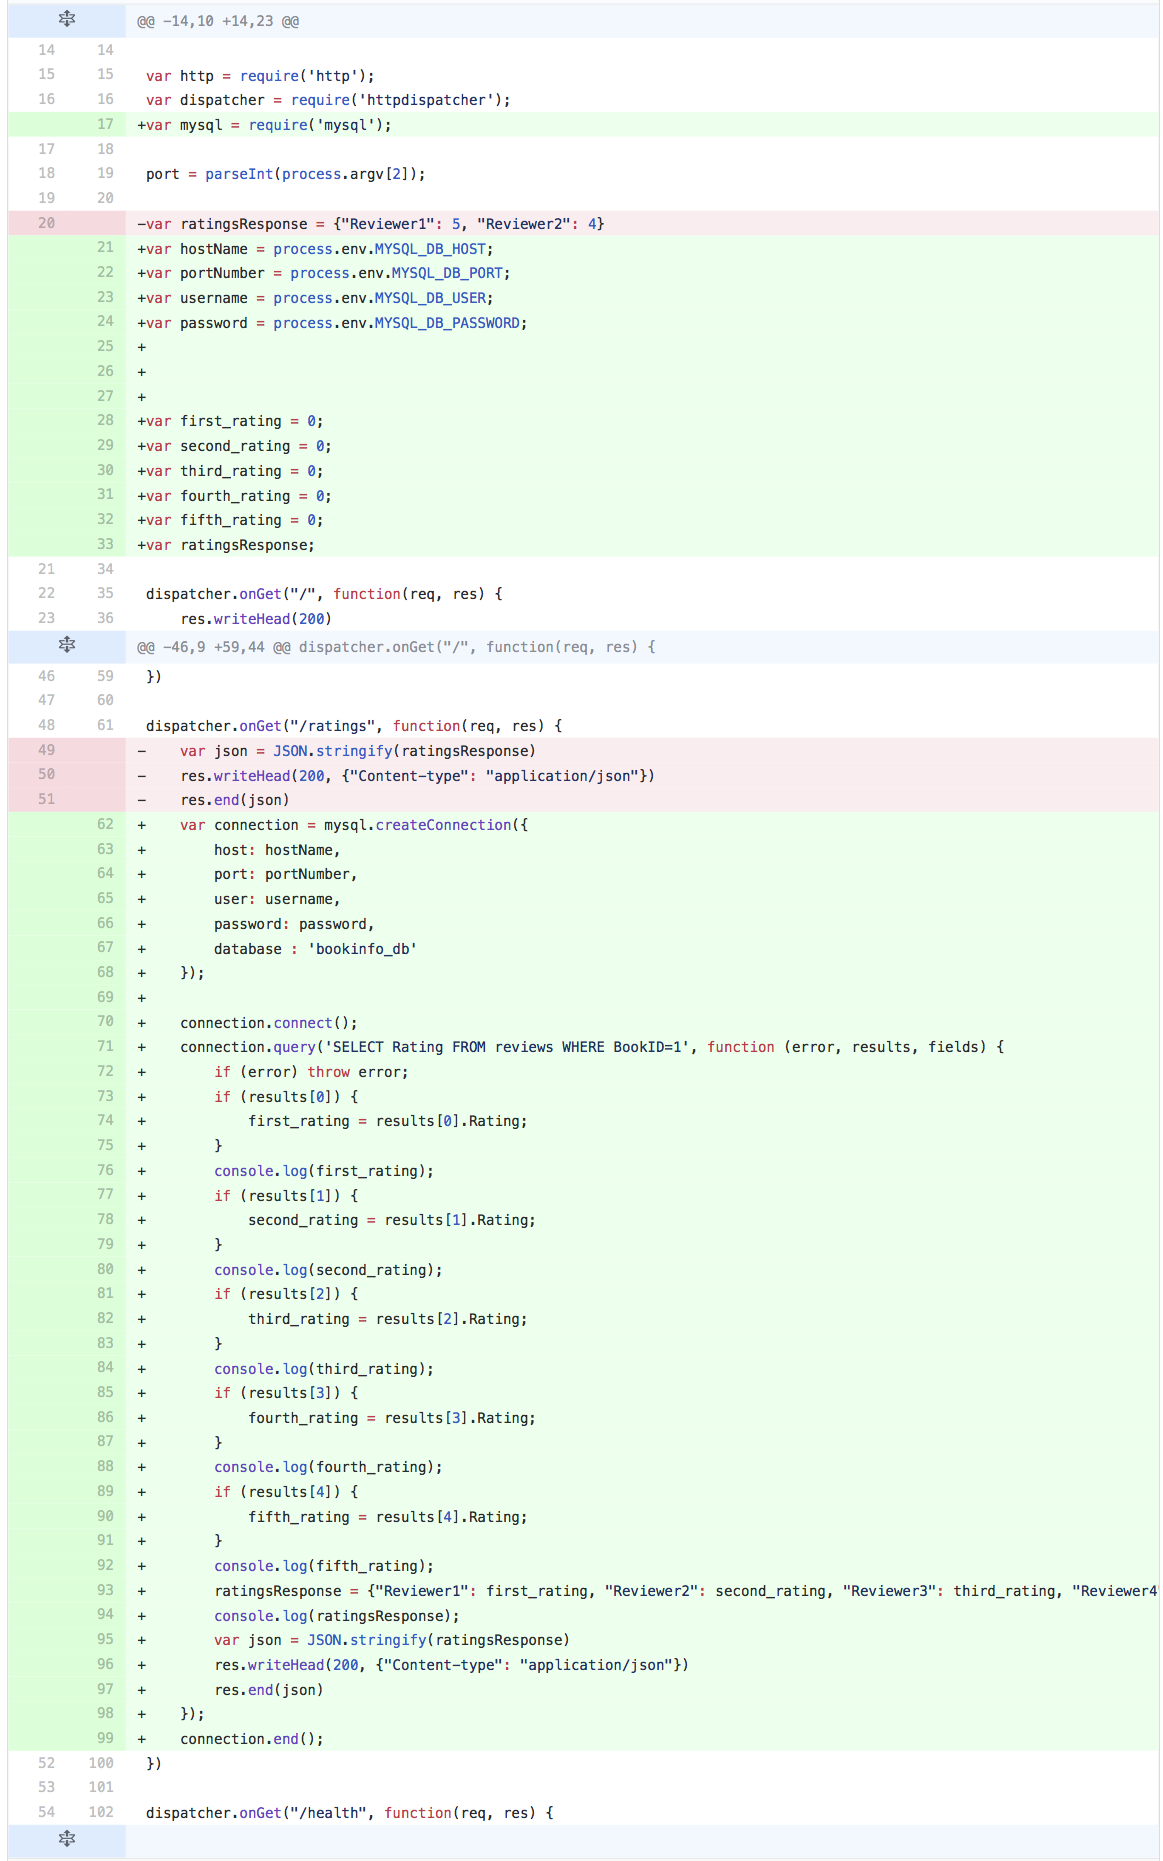 @@ -14,10 +14,23 @@
14 14
15 15 var http = require('http');
16 16 var dispatcher = require('httpdispatcher');
17 +var mysql = require('mysql');
17 18
18 19 port = parseInt(process.argv[2]);
19 20
20 -var ratingsResponse = {"Reviewer1": 5, "Reviewer2": 4}
21 +var hostName = process.env.MYSQL_DB_HOST;
22 +var portNumber = process.env.MYSQL_DB_PORT;
23 +var username = process.env.MYSQL_DB_USER;
24 +var password = process.env.MYSQL_DB_PASSWORD;
25 +
26 +
27 +
28 +var first_rating = 0;
29 +var second_rating = 0;
30 +var third_rating = 0;
31 +var fourth_rating = 0;
32 +var fifth_rating = 0;
33 +var ratingsResponse;
21 34
22 35 dispatcher.onGet("/", function(req, res) {
23 36     res.writeHead(200)
@@ -46,9 +59,44 @@ dispatcher.onGet("/", function(req, res) {
46 59 })
47 60
48 61 dispatcher.onGet("/ratings", function(req, res) {
49 -    var json = JSON.stringify(ratingsResponse)
50 -    res.writeHead(200, {"Content-type": "application/json"})
51 -    res.end(json)
62 +    var connection = mysql.createConnection({
63 +        host: hostName,
64 +        port: portNumber,
65 +        user: username,
66 +        password: password,
67 +        database : 'bookinfo_db'
68 +    });
69 +
70 +    connection.connect();
71 +    connection.query('SELECT Rating FROM reviews WHERE BookID=1', function (error, results, fields) {
72 +        if (error) throw error;
73 +        if (results[0]) {
74 +            first_rating = results[0].Rating;
75 +        }
76 +        console.log(first_rating);
77 +        if (results[1]) {
78 +            second_rating = results[1].Rating;
79 +        }
80 +        console.log(second_rating);
81 +        if (results[2]) {
82 +            third_rating = results[2].Rating;
83 +        }
84 +        console.log(third_rating);
85 +        if (results[3]) {
86 +            fourth_rating = results[3].Rating;
87 +        }
88 +        console.log(fourth_rating);
89 +        if (results[4]) {
90 +            fifth_rating = results[4].Rating;
91 +        }
92 +        console.log(fifth_rating);
93 +        ratingsResponse = {"Reviewer1": first_rating, "Reviewer2": second_rating, "Reviewer3": third_rating, "Reviewer4"
94 +        console.log(ratingsResponse);
95 +        var json = JSON.stringify(ratingsResponse)
96 +        res.writeHead(200, {"Content-type": "application/json"})
97 +        res.end(json)
98 +    });
99 +    connection.end();
52 100 })
53 101
54 102 dispatcher.onGet("/health", function(req, res) {